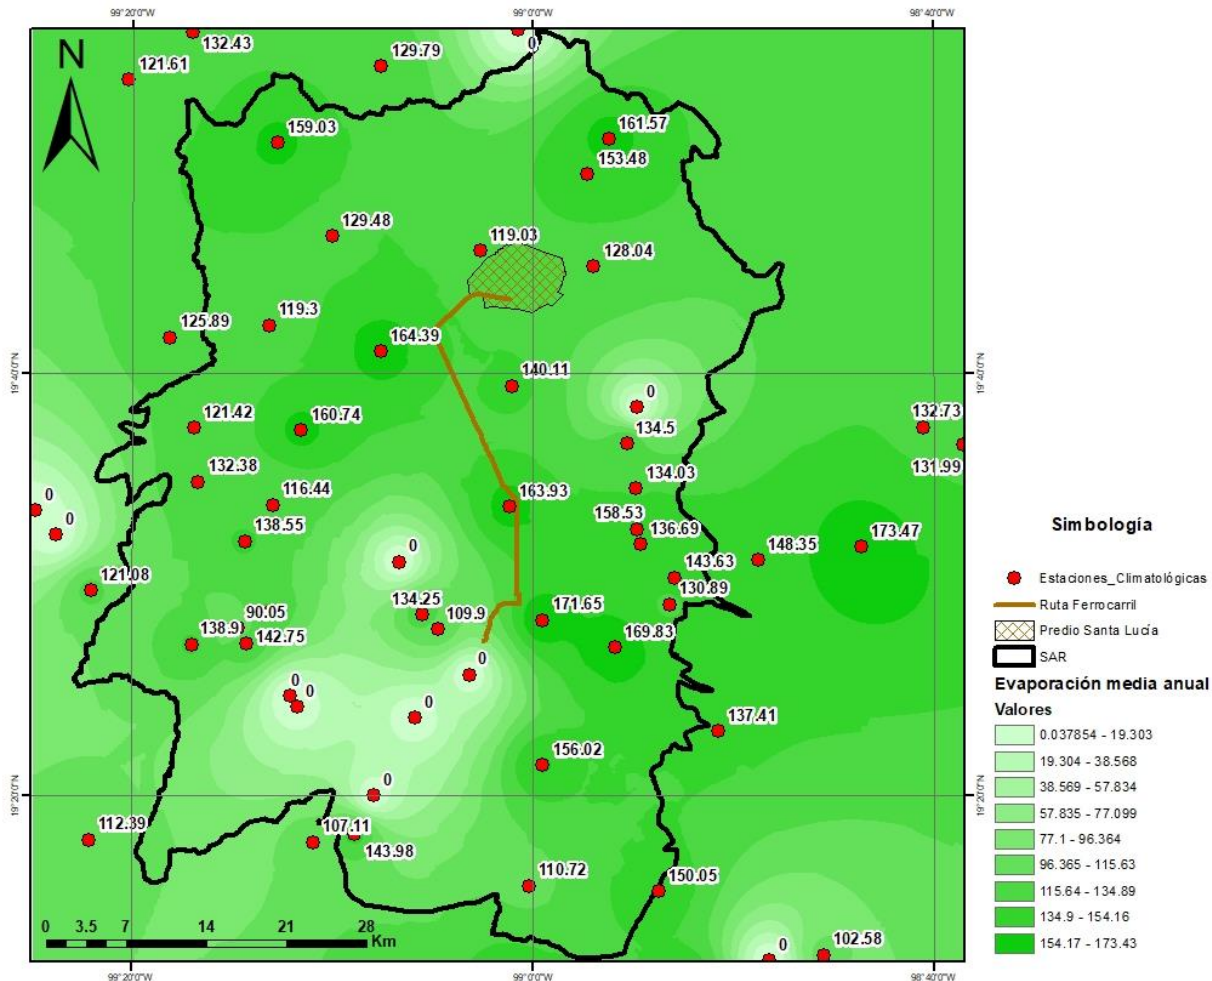 99°20'0"W 99°0'0"W 98°40'0"W
N
132.43
129.79
0
121.61
159.03
161.57
153.48
129.48
119.03
128.04
119.3
125.89
164.39
19°40'0"N 19°40'0"N
140.11
0
121.42
160.74
132.73
134.5
131.99
132.38
134.03
0
116.44
163.93
158.53
0
138.55
136.69
148.35
173.47
0
143.63
121.08
130.89
134.25
90.05
109.9
171.65
138.9
142.75
169.83
0
0
0
0
137.41
156.02
0
19°20'0"N 19°20'0"N
112.39
107.11
143.98
110.72
150.05
0
102.58
0 3.5 7 14 21 28
Km
99°20'0"W 99°0'0"W 98°40'0"W
Simbología
Estaciones_Climatológicas
Ruta Ferrocarril
Predio Santa Lucía
SAR
Evaporación media anual
Valores
0.037854 - 19.303
19.304 - 38.568
38.569 - 57.834
57.835 - 77.099
77.1 - 96.364
96.365 - 115.63
115.64 - 134.89
134.9 - 154.16
154.17 - 173.43